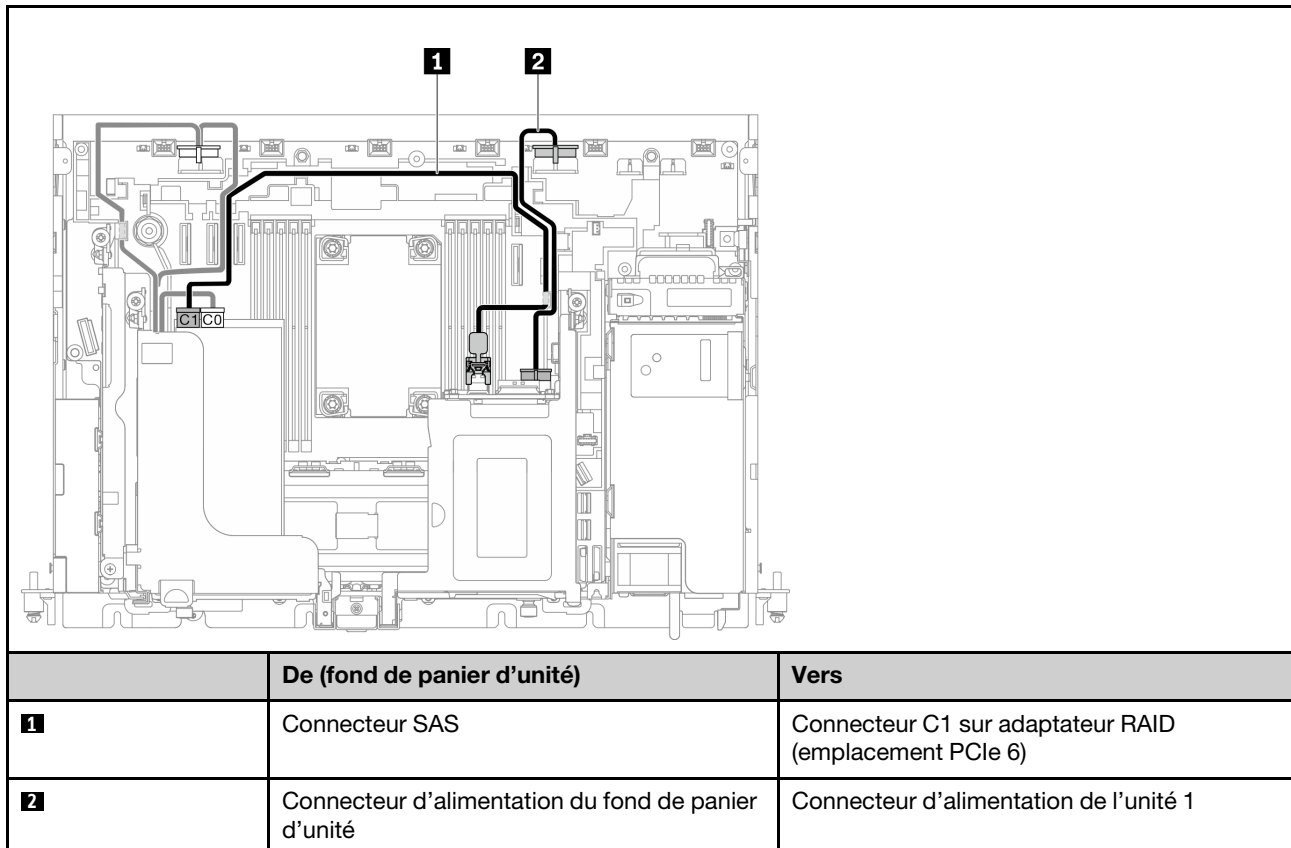 1
2
C1 C0
De (fond de panier d’unité)
Vers
1
Connecteur SAS
Connecteur C1 sur adaptateur RAID
(emplacement PCIe 6)
2
Connecteur d’alimentation du fond de panier
d’unité
Connecteur d’alimentation de l’unité 1